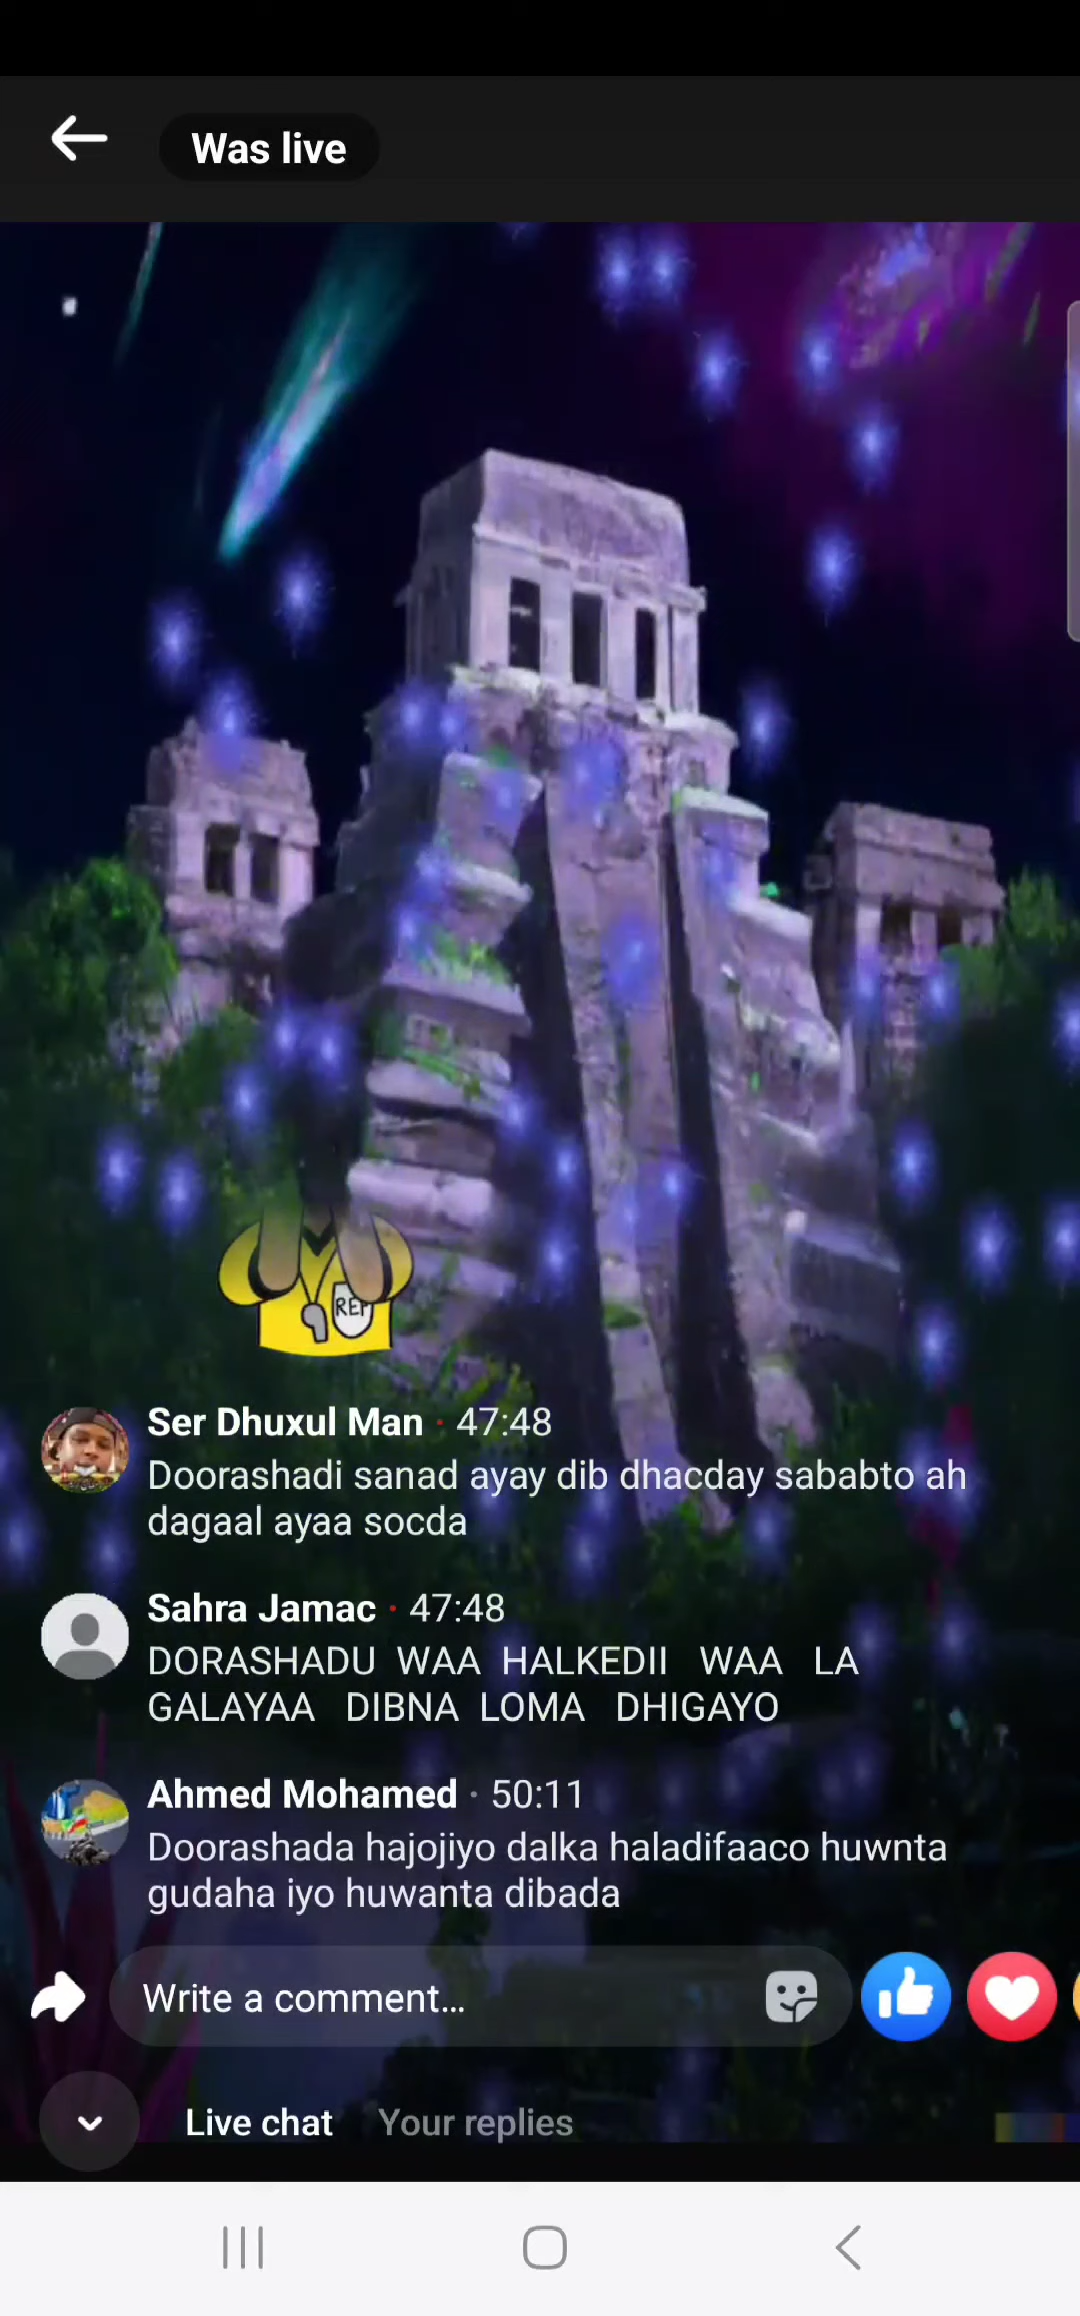 Was live
REF
Ser Dhuxul Man · 47:48
Doorashadi sanad ayay dib dhacday sababto ah
dagaal ayaa socda
Sahra Jamac · 47:48
DORASHADU WAA HALKEDII WAA LA
GALAYAA DIBNA LOMA DHIGAYO
Ahmed Mohamed · 50:11
Doorashada hajojiyo dalka haladifaaco huwnta
gudaha iyo huwanta dibada
Write a comment...
Live chat Your replies